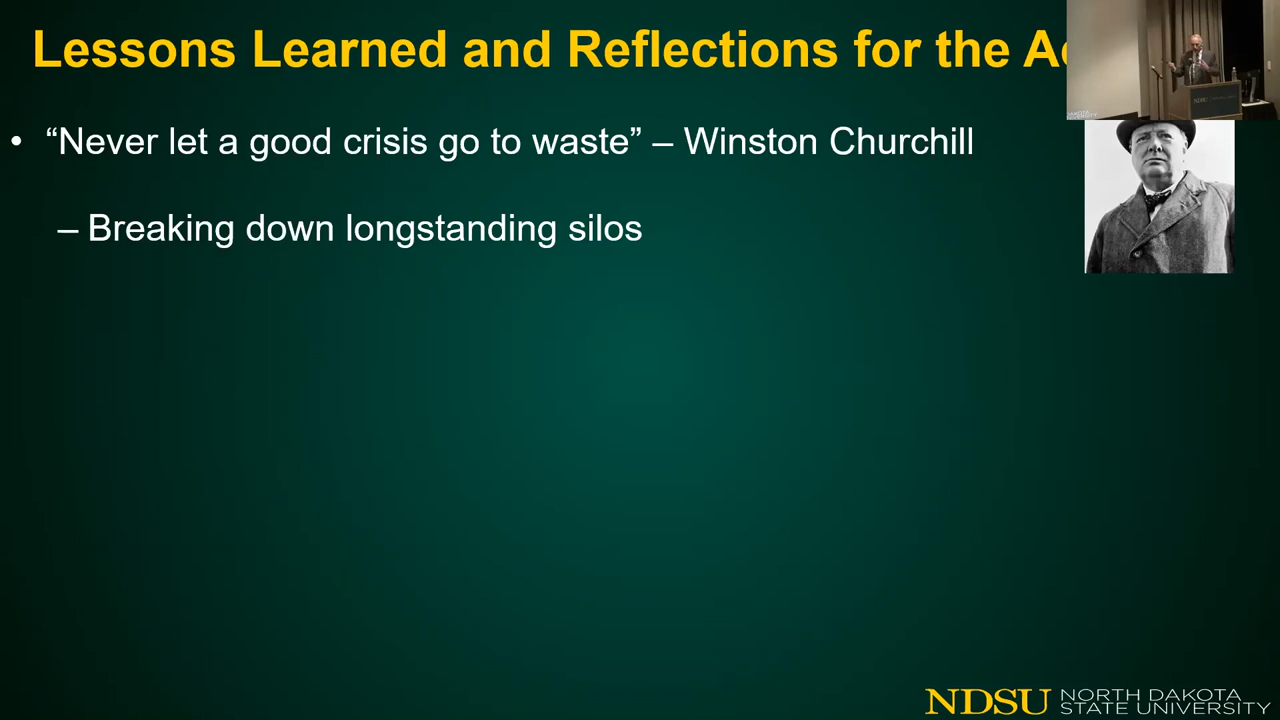 Lessons Learned and Reflections for the
• “Never let a good crisis go to waste” – Winston Churchill
– Breaking down longstanding silos
NDSU
NDSU NORTH DAKOTA
STATE UNIVERSITY